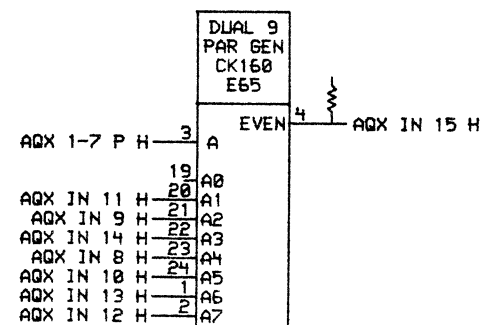 DUAL 9
PAR GEN
CK160
E65
EVEN 4 AQX IN 15 H
AQX 1-7 P H 3 A
19 A0
AQX IN 11 H 20 A1
AQX IN 9 H 21 A2
AQX IN 14 H 22 A3
AQX IN 8 H 23 A4
AQX IN 10 H 24 A5
AQX IN 13 H 1 A6
AQX IN 12 H 2 A7